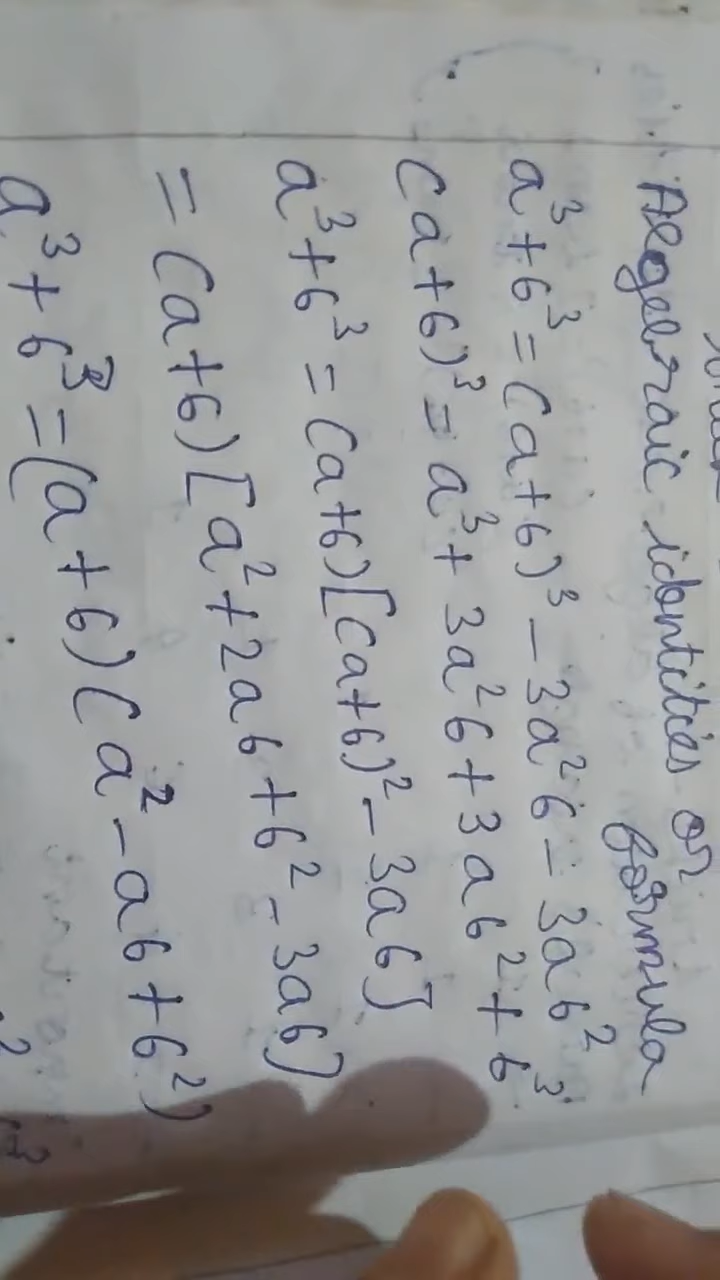 Alegebraic identities or
formula
a³ + b³ = (a + b)³ - 3a²b - 3ab²
(a + b)³ = a³ + 3a²b + 3ab² + b³
a³ + b³ = (a+b)[(a+b)² - 3ab]
= (a+b)[a² + 2ab + b² - 3ab]
a³ + b³ = (a + b)(a² - ab + b²)